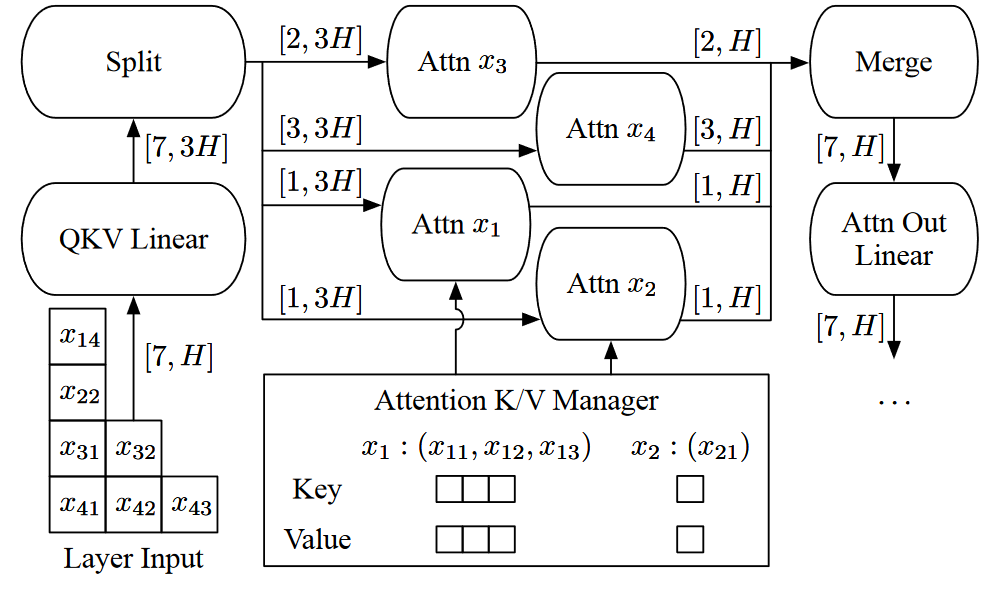 Split
[2, 3H]
Attn x₃
[2, H]
Merge
[3, 3H]
Attn x₄
[3, H]
[7, 3H]
[7, H]
[1, 3H]
Attn x₁
[1, H]
QKV Linear
Attn Out
Linear
[1, 3H]
Attn x₂
[1, H]
[7, H]
x₁₄
[7, H]
x₂₂
x₃₁ x₃₂
x₄₁ x₄₂ x₄₃
Layer Input
Attention K/V Manager
x₁ : (x₁₁, x₁₂, x₁₃) x₂ : (x₂₁)
Key
Value
...